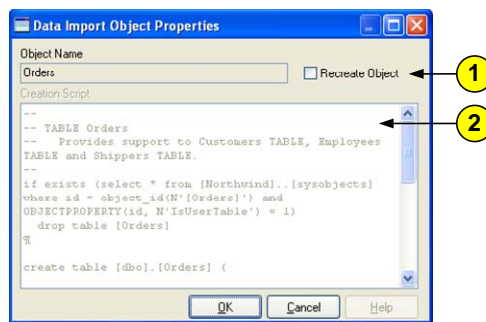 Data Import Object Properties
Object Name
Orders
Recreate Object
1
Creation Script
2
--
-- TABLE Orders
--   Provides support to Customers TABLE, Employees
TABLE and Shippers TABLE.
--
if exists (select * from [Northwind]..[sysobjects]
where id = object_id(N'[Orders]') and
OBJECTPROPERTY(id, N'IsUserTable') = 1)
  drop table [Orders]
¶
create table [dbo].[Orders] (
OK Cancel Help